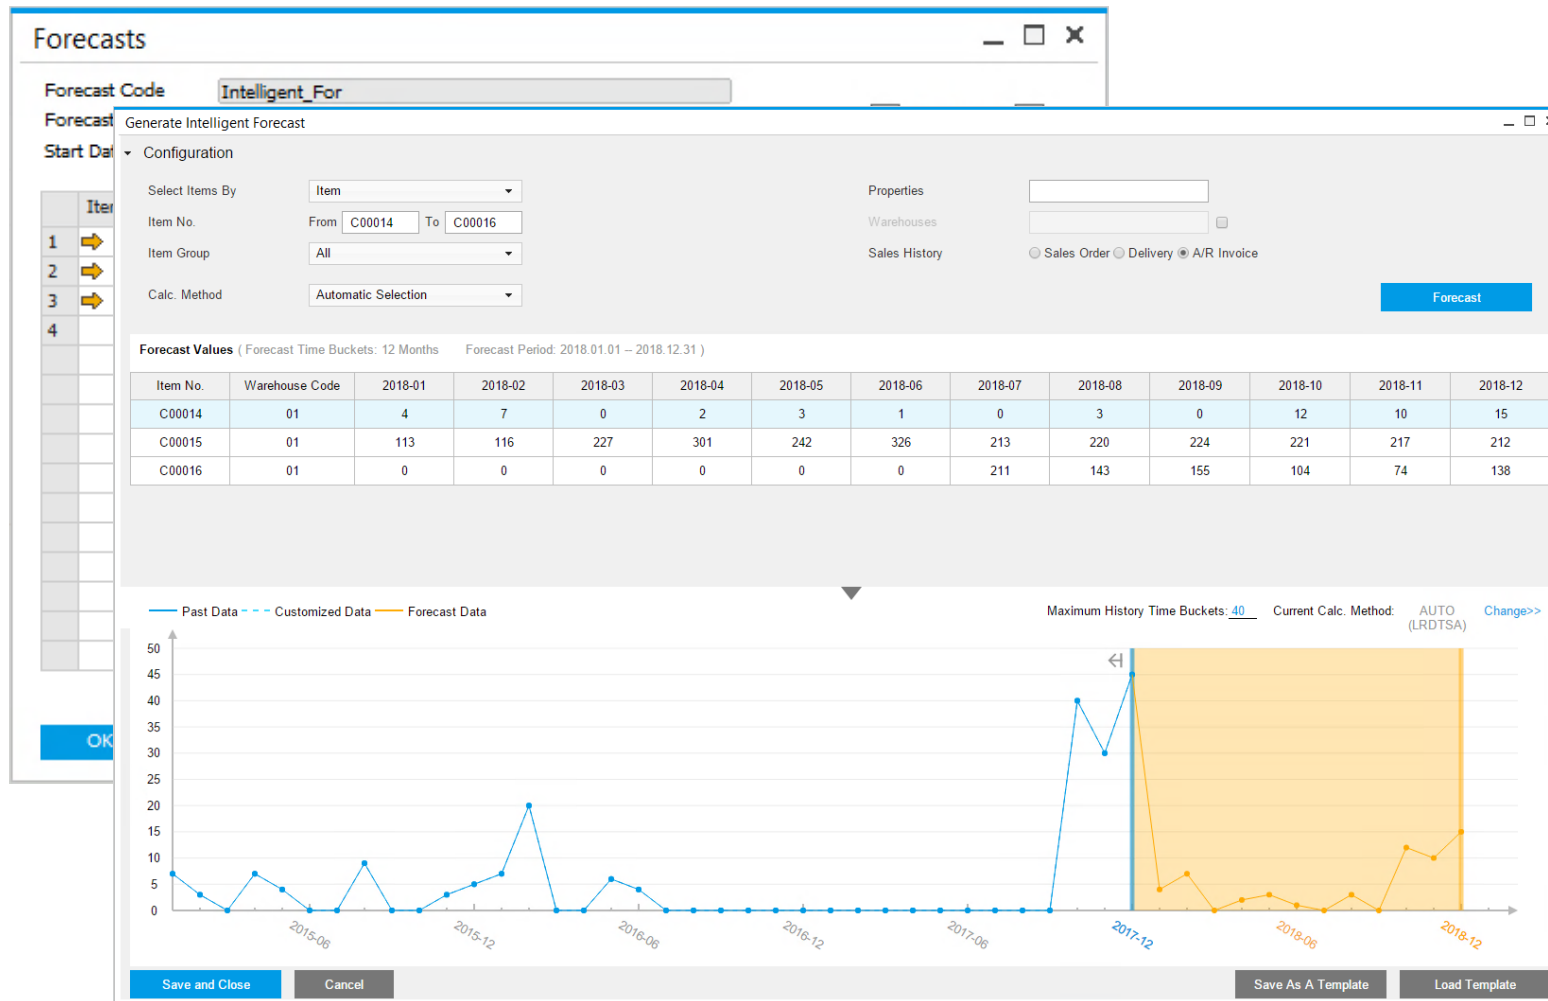 Forecasts
Forecast Code Intelligent_For
Forecast
Start Dat
Generate Intelligent Forecast
Configuration
Select Items By Item Properties
Item No. From C00014 To C00016 Warehouses
Item Group All Sales History Sales Order Delivery A/R Invoice
Calc. Method Automatic Selection Forecast
Iter
1
2
3
4
OK
Forecast Values ( Forecast Time Buckets: 12 Months Forecast Period: 2018.01.01 -- 2018.12.31 )
Item No. Warehouse Code 2018-01 2018-02 2018-03 2018-04 2018-05 2018-06 2018-07 2018-08 2018-09 2018-10 2018-11 2018-12
C00014 01 4 7 0 2 3 1 0 3 0 12 10 15
C00015 01 113 116 227 301 242 326 213 220 224 221 217 212
C00016 01 0 0 0 0 0 0 211 143 155 104 74 138
Past Data Customized Data Forecast Data Maximum History Time Buckets: 40 Current Calc. Method: AUTO Change>>
(LRDTSA)
50
45
40
35
30
25
20
15
10
5
0
2015-06 2015-12 2016-06 2016-12 2017-06 2017-12 2018-06 2018-12
Save and Close Cancel Save As A Template Load Template